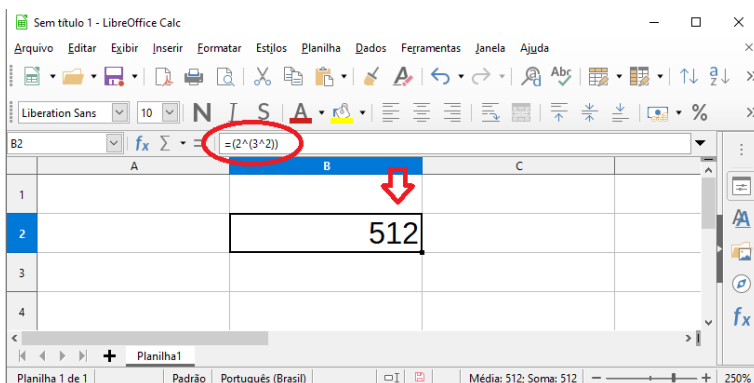 Sem título 1 - LibreOffice Calc
Arquivo Editar Exibir Inserir Formatar Estilos Planilha Dados Ferramentas Janela Ajuda
Liberation Sans 10 N I S A %
B2 fx Σ = =(2^(3^2))
A B C
1
2 512
3
4
Planilha1
Planilha 1 de 1 Padrão Português (Brasil) Média: 512; Soma: 512 250%